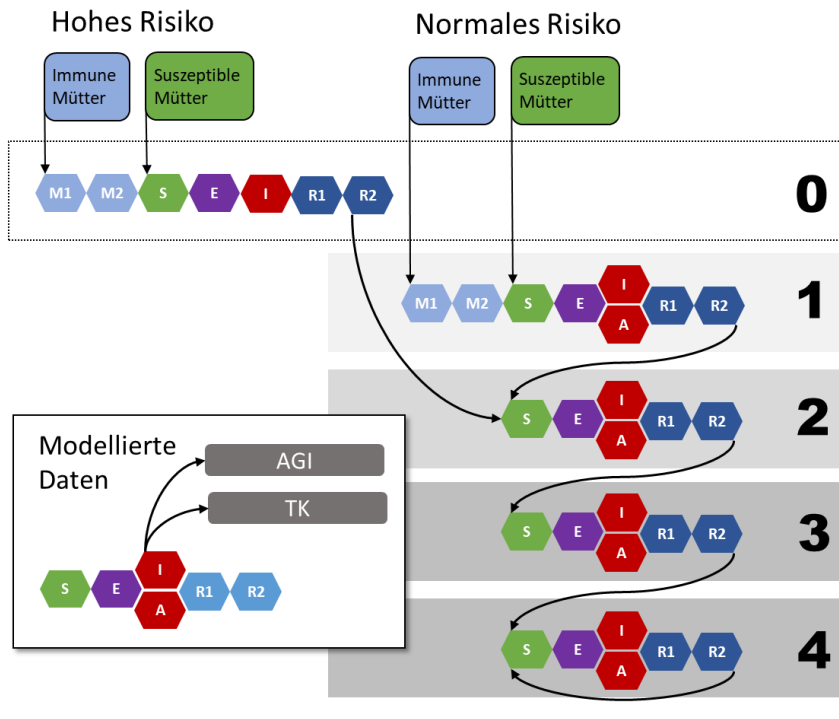 Hohes Risiko
Normales Risiko
Immune
Mütter
Suszeptible
Mütter
Immune
Mütter
Suszeptible
Mütter
M1 M2 S E I R1 R2
0
M1 M2 S E I A R1 R2
1
S E I A R1 R2
2
Modellierte
Daten
AGI
TK
S E I A R1 R2
S E I A R1 R2
3
S E I A R1 R2
4